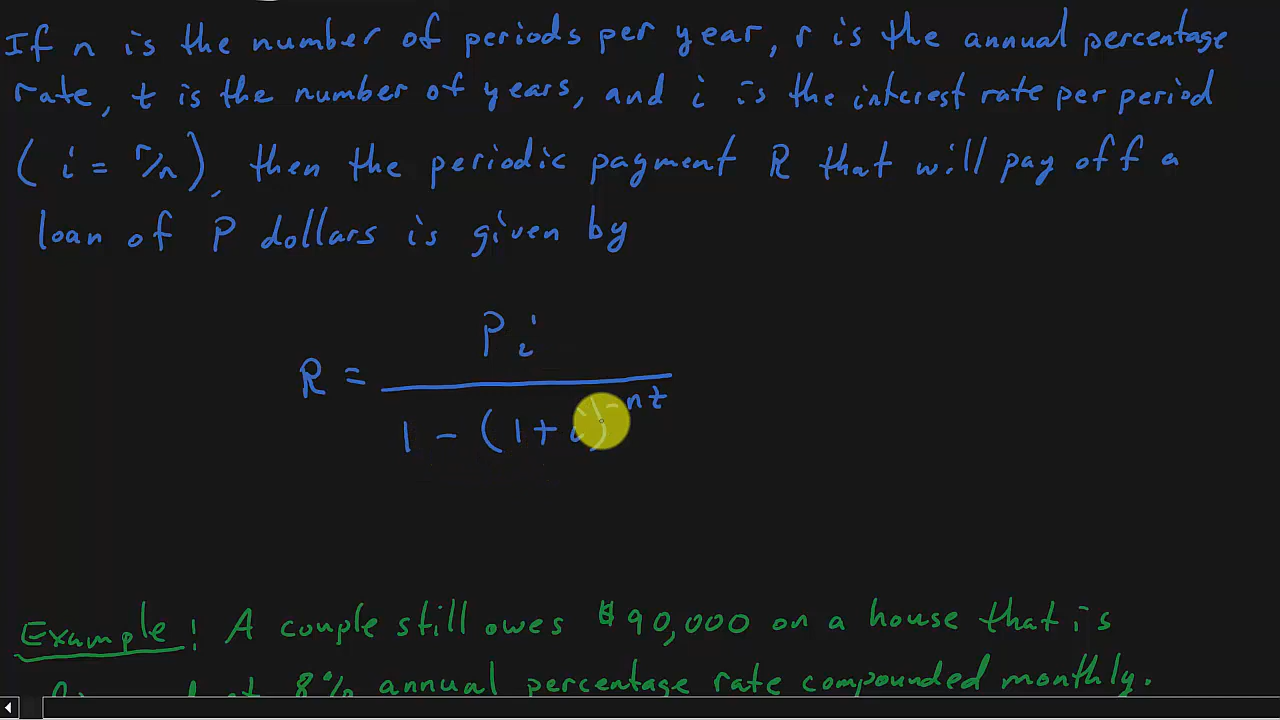 If n is the number of periods per year, r is the annual percentage
rate, t is the number of years, and i is the interest rate per period
( i = r/n ), then the periodic payment R that will pay off a
loan of P dollars is given by
R = P i / 1 - (1 + i)^-nt
Example: A couple still owes $90,000 on a house that is
8% annual percentage rate compounded monthly.